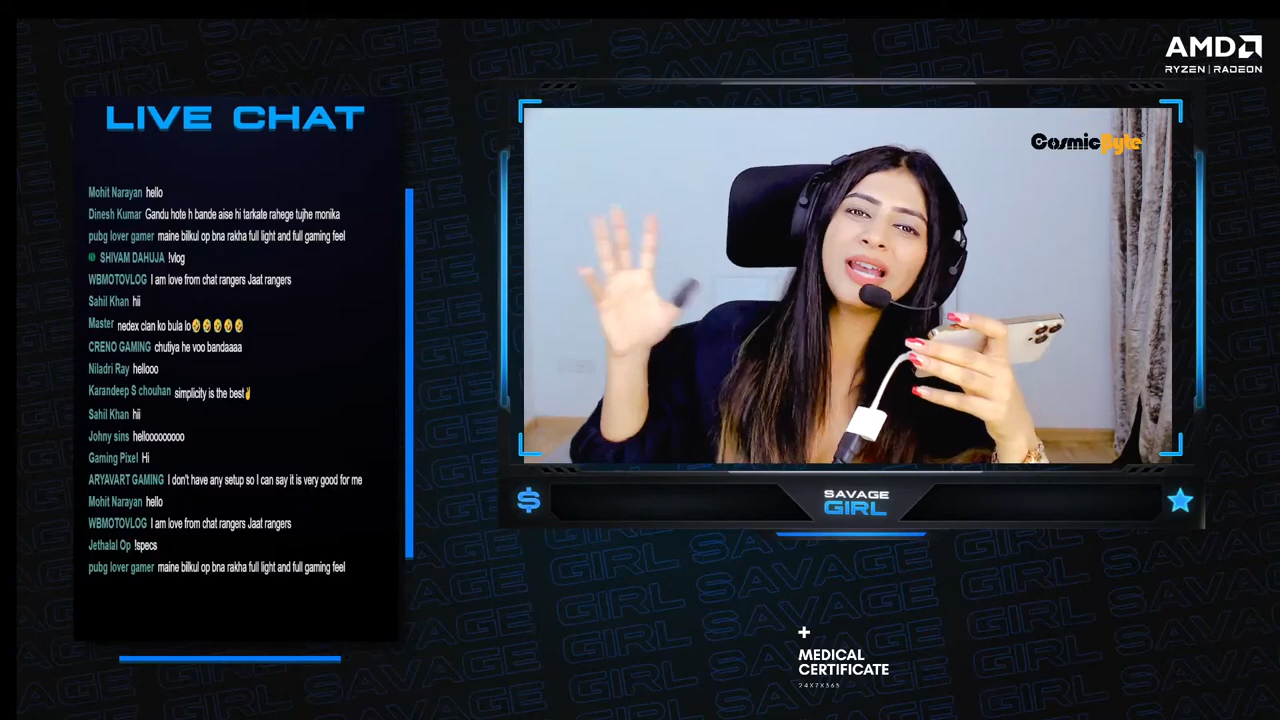 AMD
RYZEN | RADEON
LIVE CHAT
CosmicByte
Mohit Narayan hello
Dinesh Kumar Gandu hote h bande aise hi tarkate rahege tujhe monika
pubg lover gamer maine bilkul op bna rakha full light and full gaming feel
SHIVAM DAHUJA !vlog
WBMOTOVLOG I am love from chat rangers Jaat rangers
Sahil Khan hii
Master nedex clan ko bula lo🤣🤣🤣🤣🤣
CRENO GAMING chutiya he voo bandaaaa
Niladri Ray hellooo
Karandeep S chouhan simplicity is the best✌
Sahil Khan hii
Johny sins hellooooooooo
Gaming Pixel Hi
ARYAVART GAMING I don't have any setup so I can say it is very good for me
Mohit Narayan hello
WBMOTOVLOG I am love from chat rangers Jaat rangers
Jethalal Op !specs
pubg lover gamer maine bilkul op bna rakha full light and full gaming feel
SAVAGE
GIRL
MEDICAL
CERTIFICATE
24X7X365